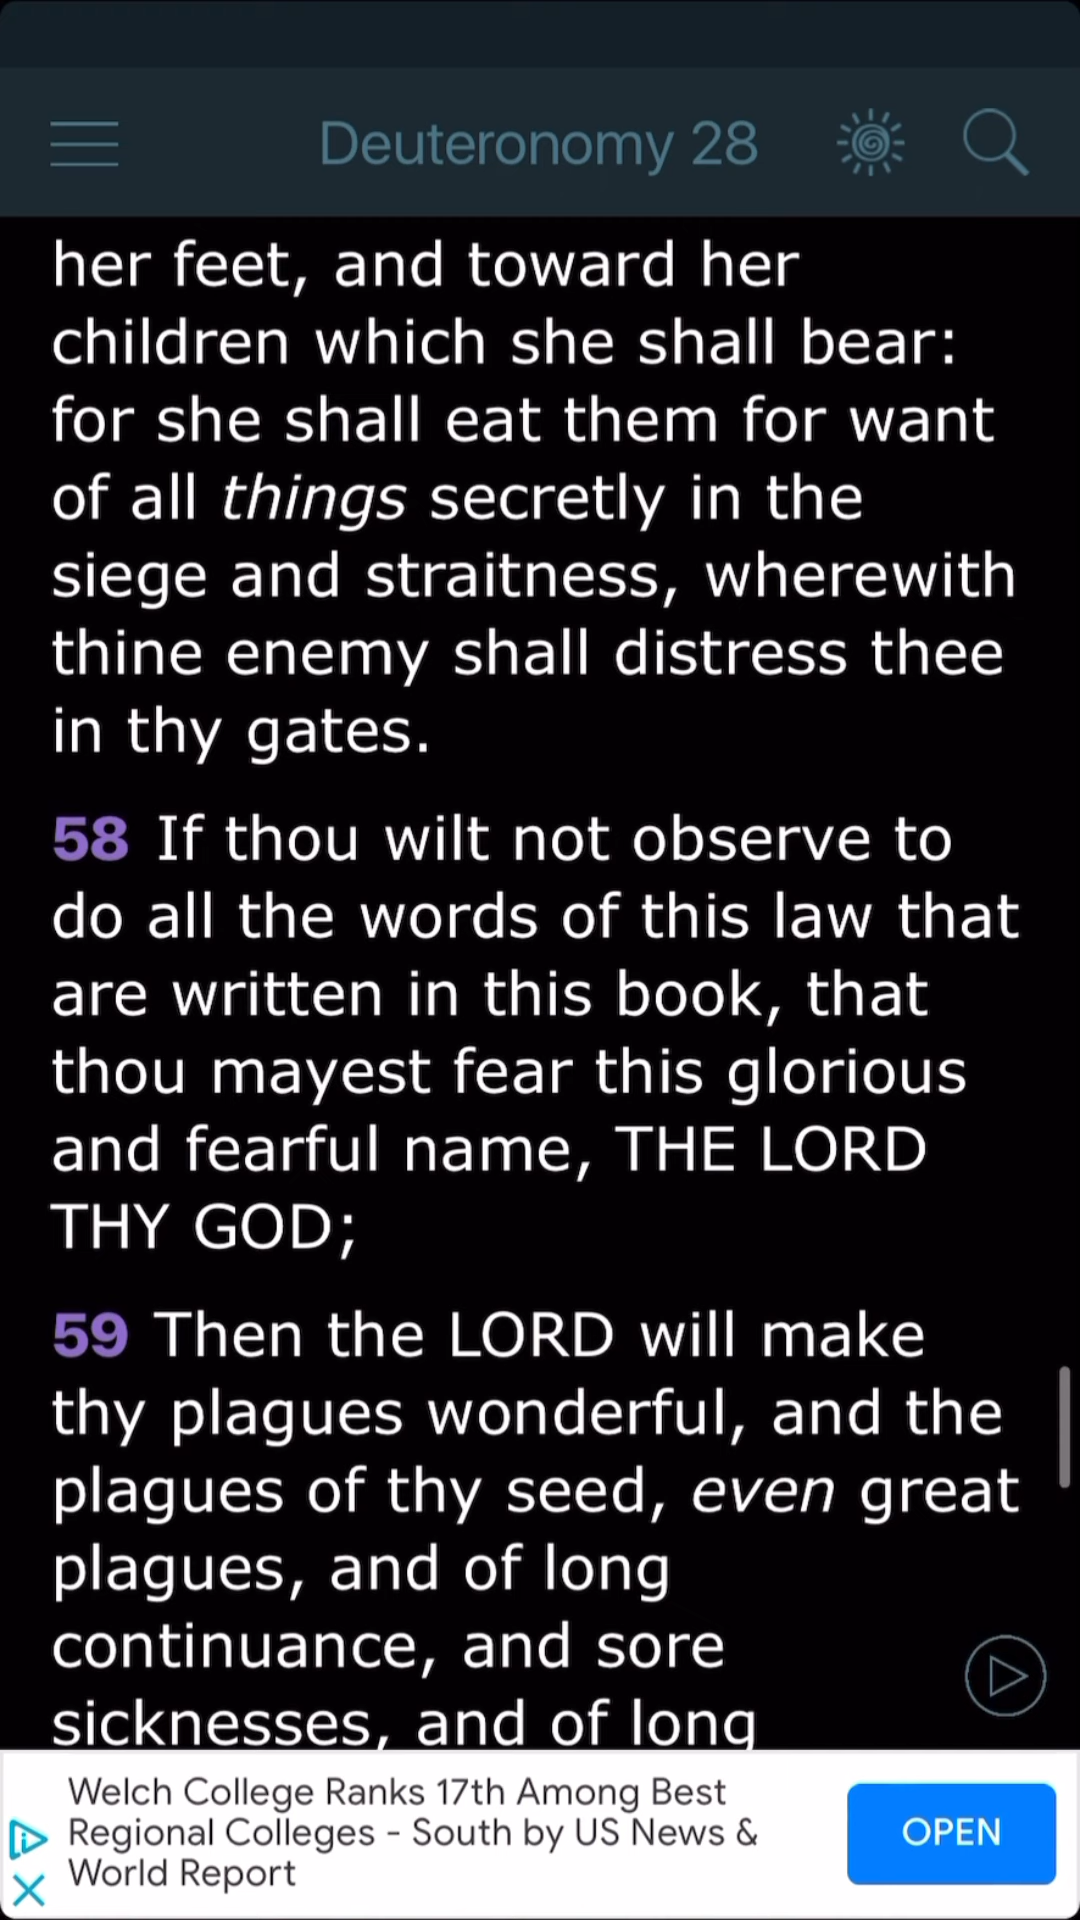 Deuteronomy 28
her feet, and toward her
children which she shall bear:
for she shall eat them for want
of all things secretly in the
siege and straitness, wherewith
thine enemy shall distress thee
in thy gates.
58 If thou wilt not observe to
do all the words of this law that
are written in this book, that
thou mayest fear this glorious
and fearful name, THE LORD
THY GOD;
59 Then the LORD will make
thy plagues wonderful, and the
plagues of thy seed, even great
plagues, and of long
continuance, and sore
sicknesses, and of long
Welch College Ranks 17th Among Best
Regional Colleges - South by US News &
World Report
OPEN